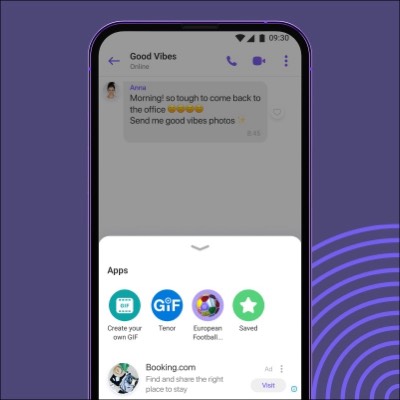 09:30
Good Vibes
Online
Anna
Morning! so tough to come back to
the office 😄😄😄😄
Send me good vibes photos ✨
8:45
Apps
GIF
GIF
Create your
own GIF
Tenor
European
Football...
Saved
Booking.com
Ad
Find and share the right
place to stay
Visit